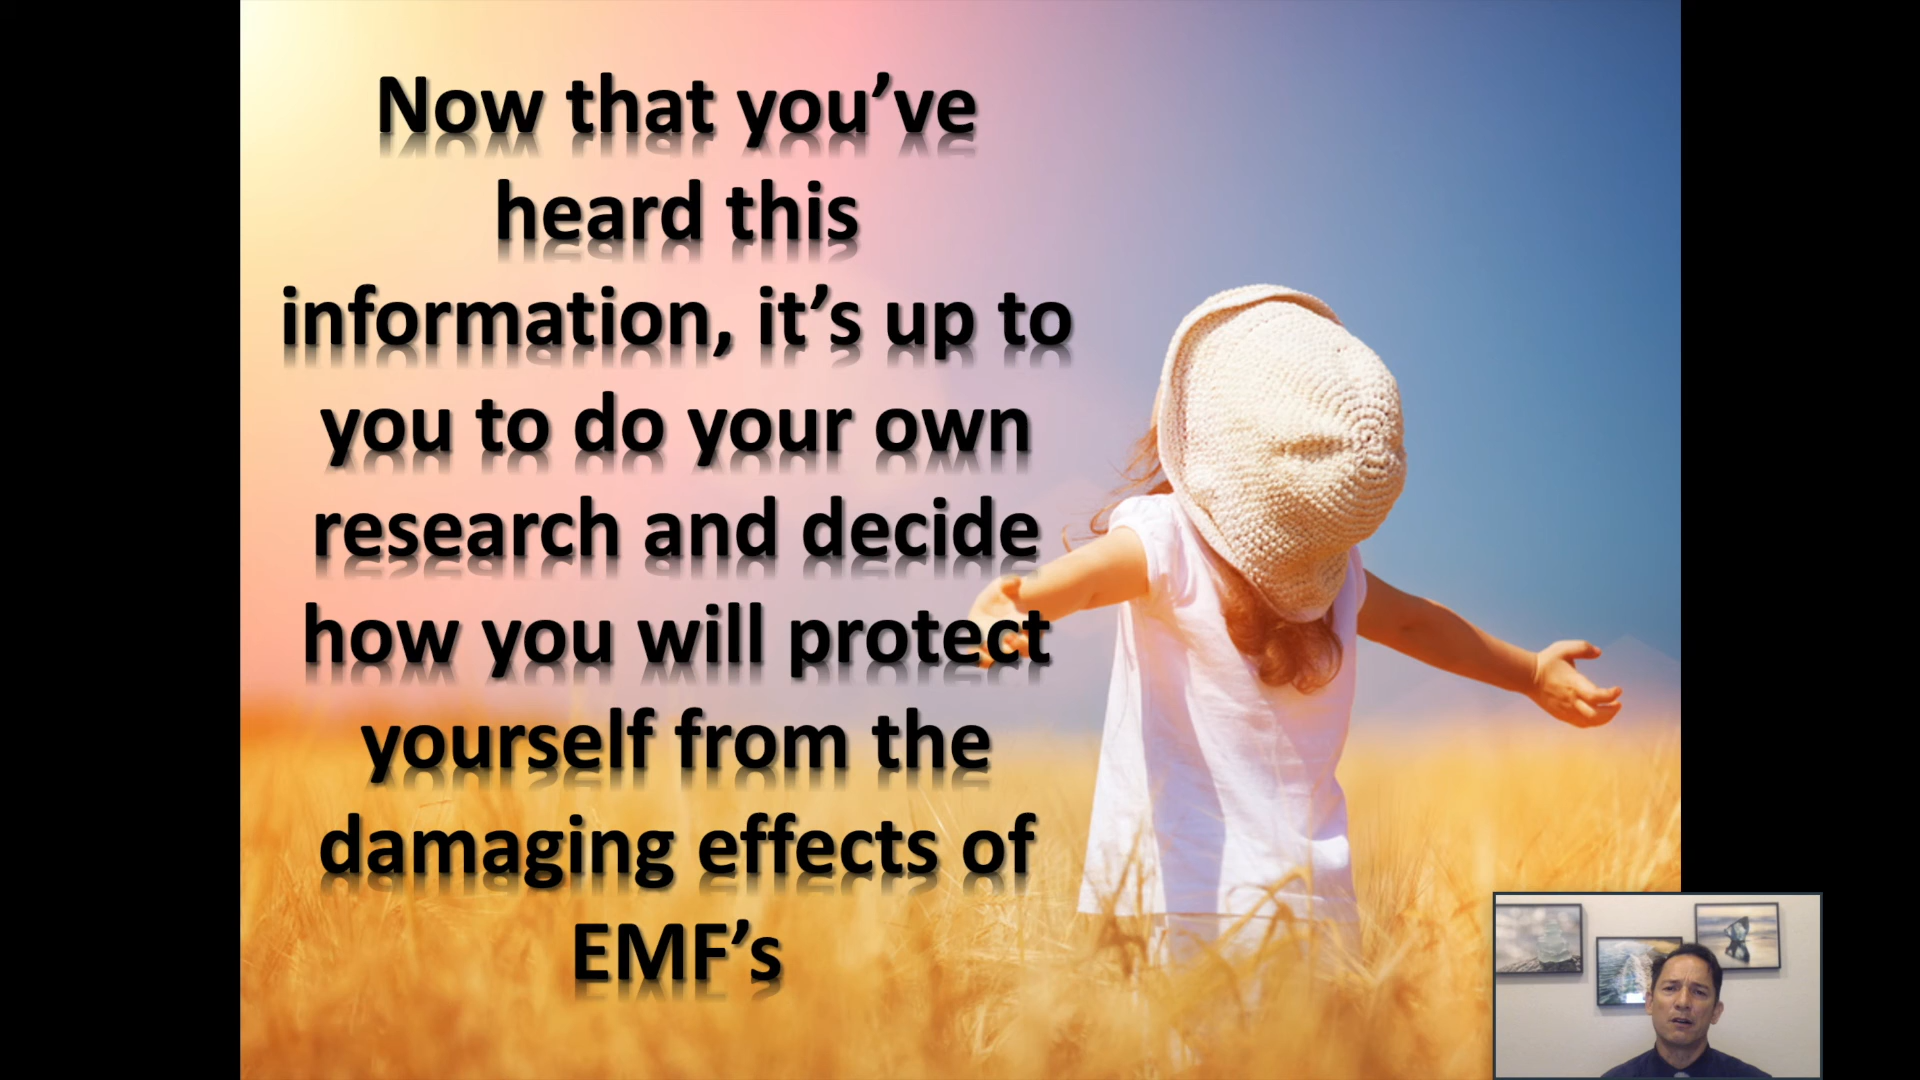 Now that you’ve
heard this
information, it’s up to
you to do your own
research and decide
how you will protect
yourself from the
damaging effects of
EMF’s